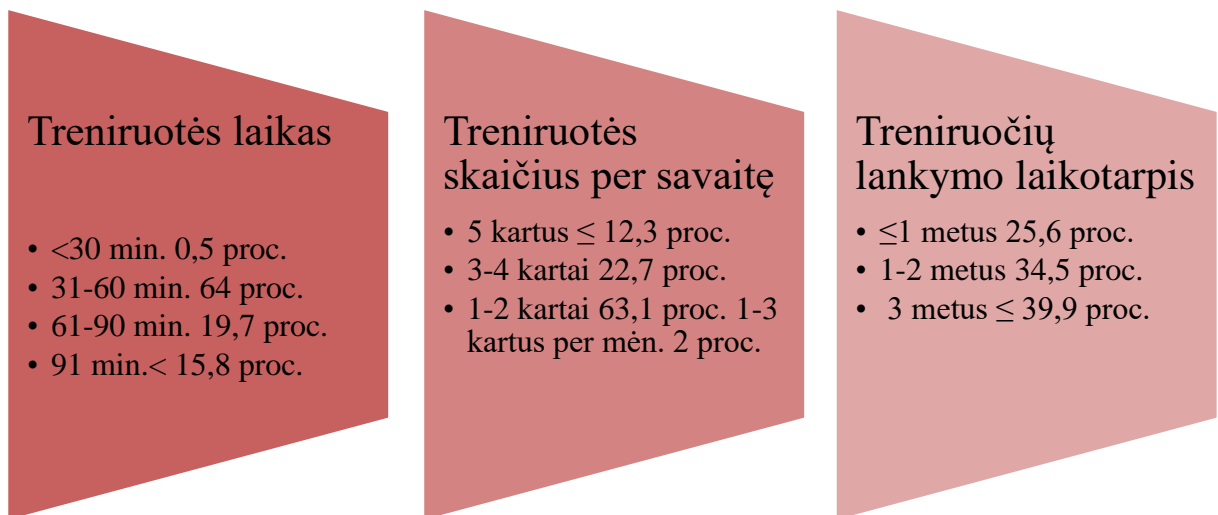 Treniruotės laikas
• <30 min. 0,5 proc.
• 31-60 min. 64 proc.
• 61-90 min. 19,7 proc.
• 91 min.< 15,8 proc.
Treniruotės
skaičius per savaitę
• 5 kartus ≤ 12,3 proc.
• 3-4 kartai 22,7 proc.
• 1-2 kartai 63,1 proc. 1-3
kartus per mėn. 2 proc.
Treniruočių
lankymo laikotarpis
• ≤1 metus 25,6 proc.
• 1-2 metus 34,5 proc.
• 3 metus ≤ 39,9 proc.